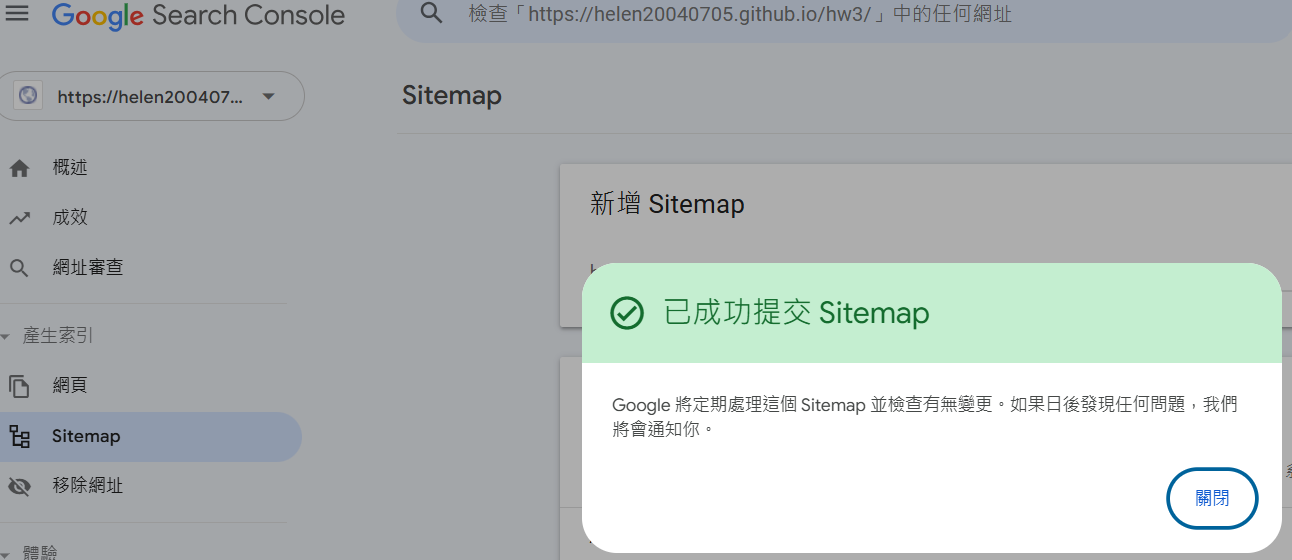 Google Search Console
檢查「https://helen20040705.github.io/hw3/」中的任何網址
https://helen200407...
Sitemap
概述
成效
網址審查
產生索引
網頁
Sitemap
移除網址
體驗
新增 Sitemap
已成功提交 Sitemap
Google 將定期處理這個 Sitemap 並檢查有無變更。如果日後發現任何問題，我們
將會通知你。
關閉